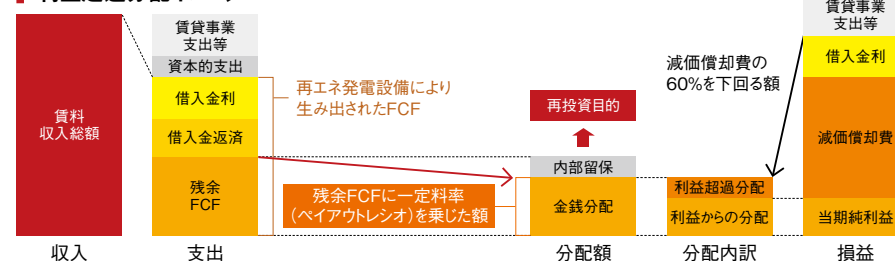 賃料
収入総額
収入
賃貸事業
支出等
資本的支出
借入金利
借入金返済
残余
FCF
支出
再エネ発電設備により
生み出されたFCF
残余FCFに一定料率
（ペイアウトレシオ）を乗じた額
再投資目的
内部留保
金銭分配
分配額
減価償却費の
60%を下回る額
利益超過分配
利益からの分配
分配内訳
賃貸事業
支出等
借入金利
減価償却費
当期純利益
損益